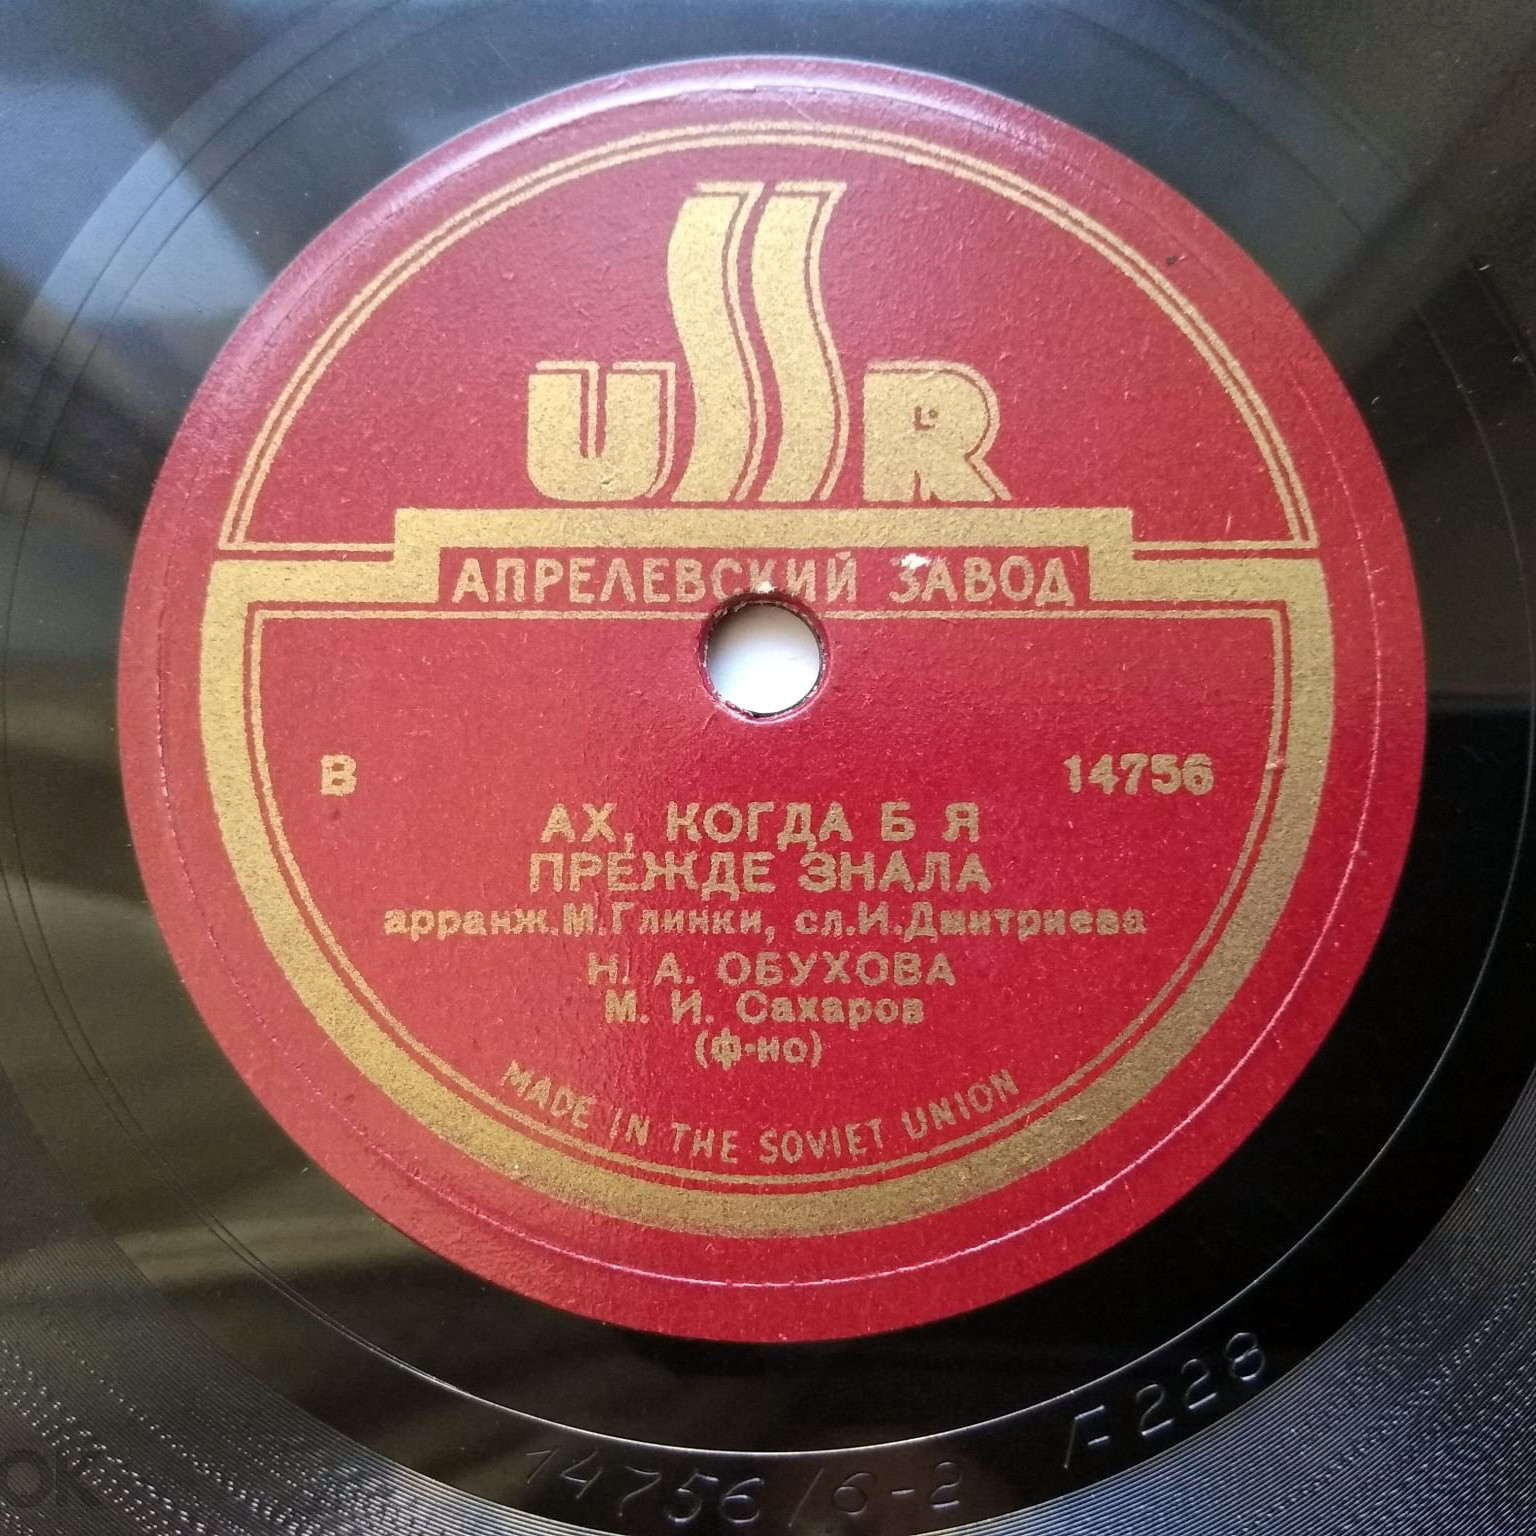 USSR
АПРЕЛЕВСКИЙ ЗАВОД
В 14756
АХ, КОГДА Б Я
ПРЕЖДЕ ЗНАЛА
арранж.М.Глинки, сл.И.Дмитриева
Н. А. ОБУХОВА
М. И. Сахаров
(ф-но)
MADE IN THE SOVIET UNION
F 228
14756/6-2